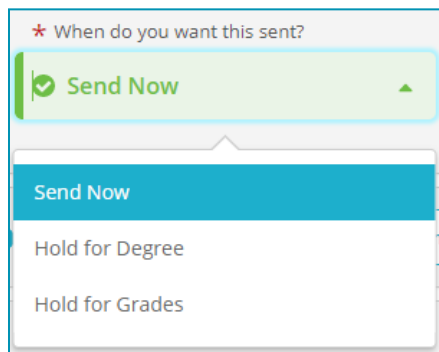 * When do you want this sent?
Send Now
Send Now
Hold for Degree
Hold for Grades